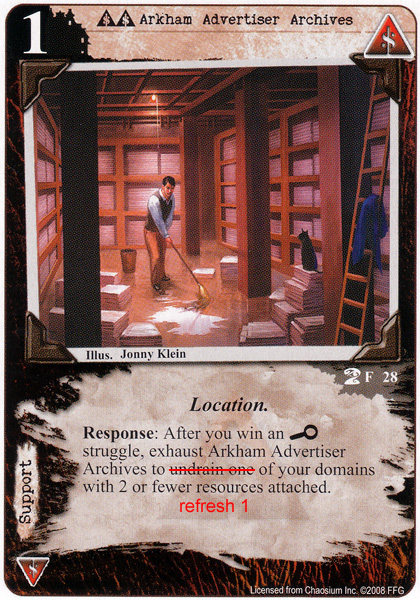 1
Arkham Advertiser Archives
Illus. Jonny Klein
F 28
Location.
Response: After you win an
struggle, exhaust Arkham Advertiser
Archives to undrain one of your domains
with 2 or fewer resources attached.
refresh 1
Support
Licensed from Chaosium Inc. ©2008 FFG